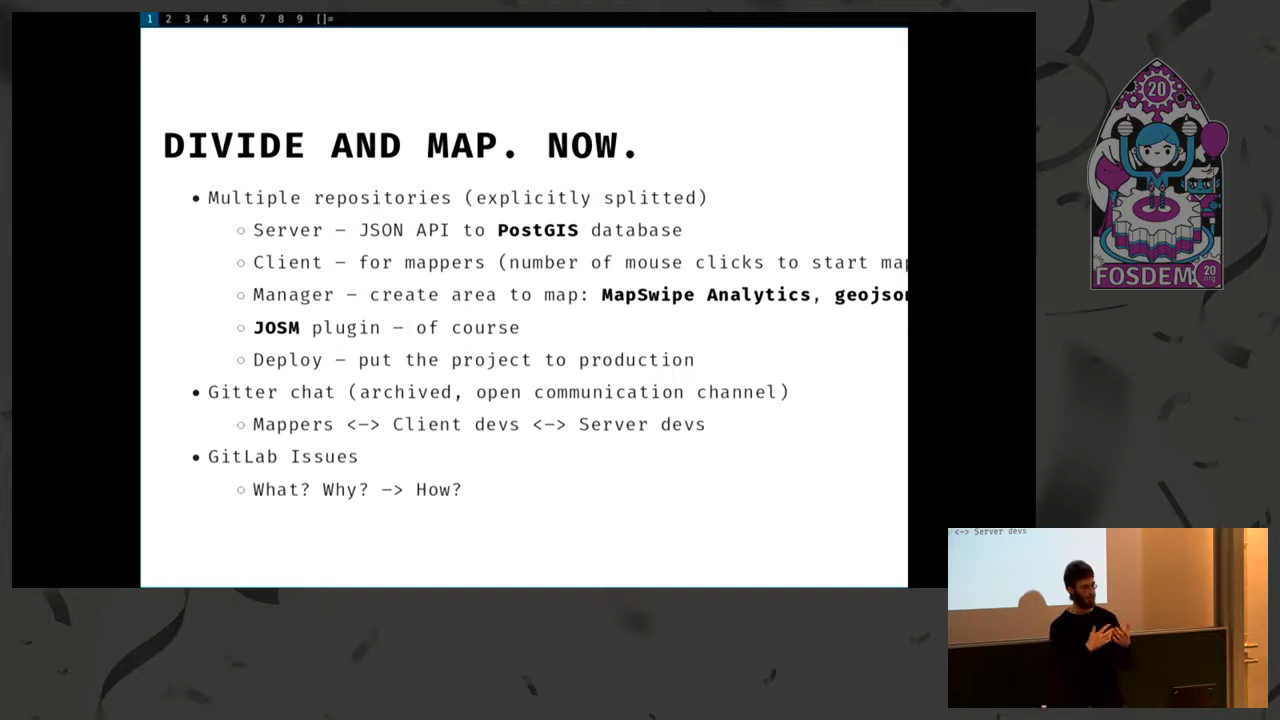 1 2 3 4 5 6 7 8 9 []=
DIVIDE AND MAP. NOW.
• Multiple repositories (explicitly splitted)
○ Server – JSON API to PostGIS database
○ Client – for mappers (number of mouse clicks to start map
○ Manager – create area to map: MapSwipe Analytics, geojson
○ JOSM plugin – of course
○ Deploy – put the project to production
• Gitter chat (archived, open communication channel)
○ Mappers <-> Client devs <-> Server devs
• GitLab Issues
○ What? Why? –> How?
20
FOSDEM 20
.org
<-> Server devs